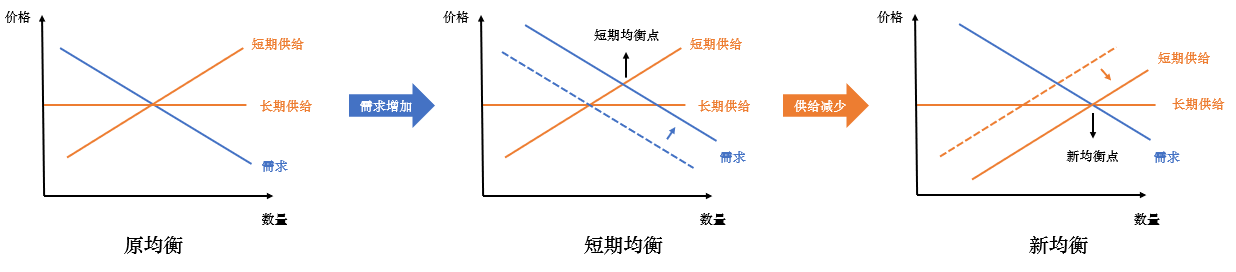 价格
短期供给
长期供给
需求
数量
原均衡
需求增加
价格
短期均衡点
短期供给
长期供给
需求
数量
短期均衡
供给减少
价格
短期供给
长期供给
新均衡点
需求
数量
新均衡